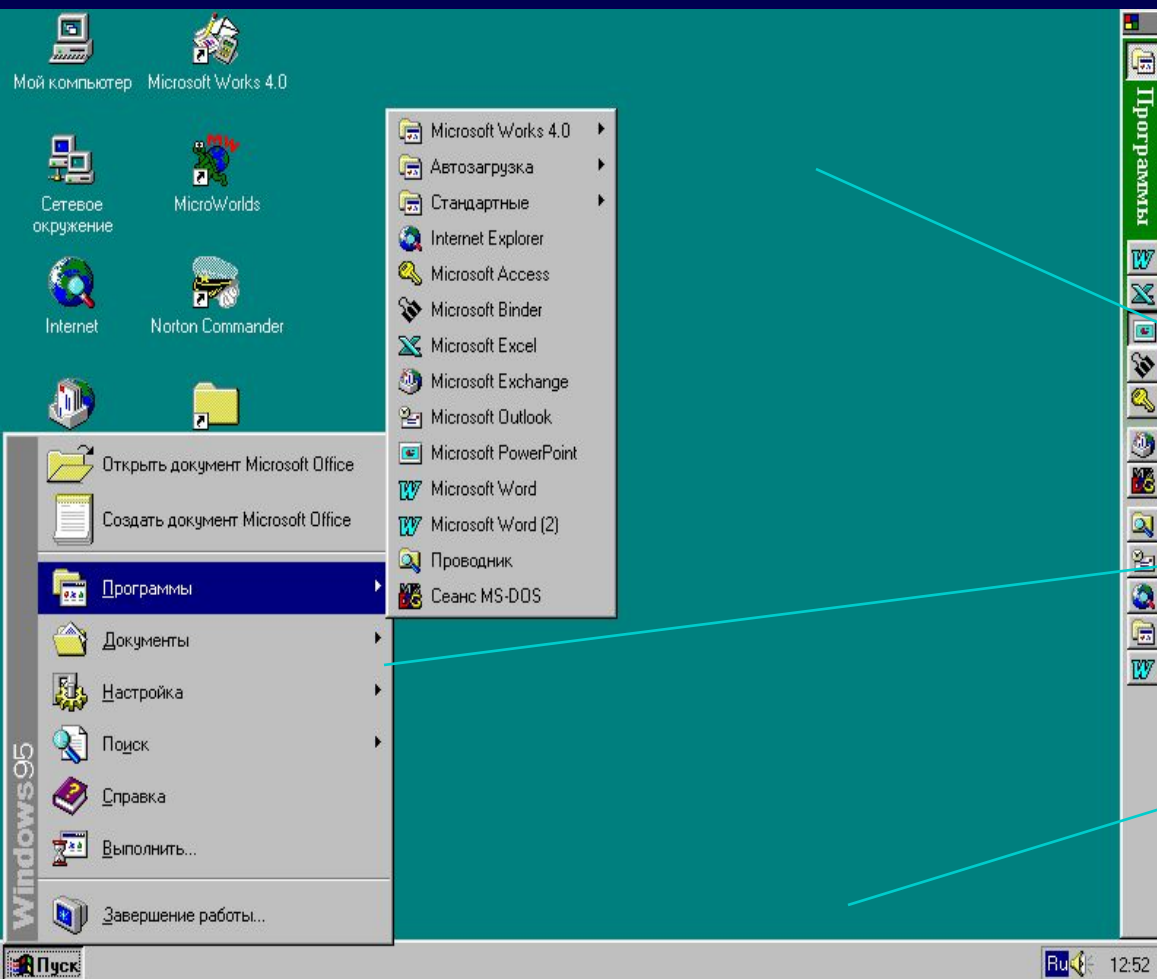 Мой компьютер
Microsoft Works 4.0
Сетевое
окружение
MicroWorlds
Internet
Norton Commander
Microsoft Works 4.0
Автозагрузка
Стандартные
Internet Explorer
Microsoft Access
Microsoft Binder
Microsoft Excel
Microsoft Exchange
Microsoft Outlook
Microsoft PowerPoint
Microsoft Word
Microsoft Word (2)
Проводник
Сеанс MS-DOS
Открыть документ Microsoft Office
Создать документ Microsoft Office
Программы
Документы
Настройка
Поиск
Справка
Выполнить...
Завершение работы...
Windows95
Программы
Пуск
Ru
12:52